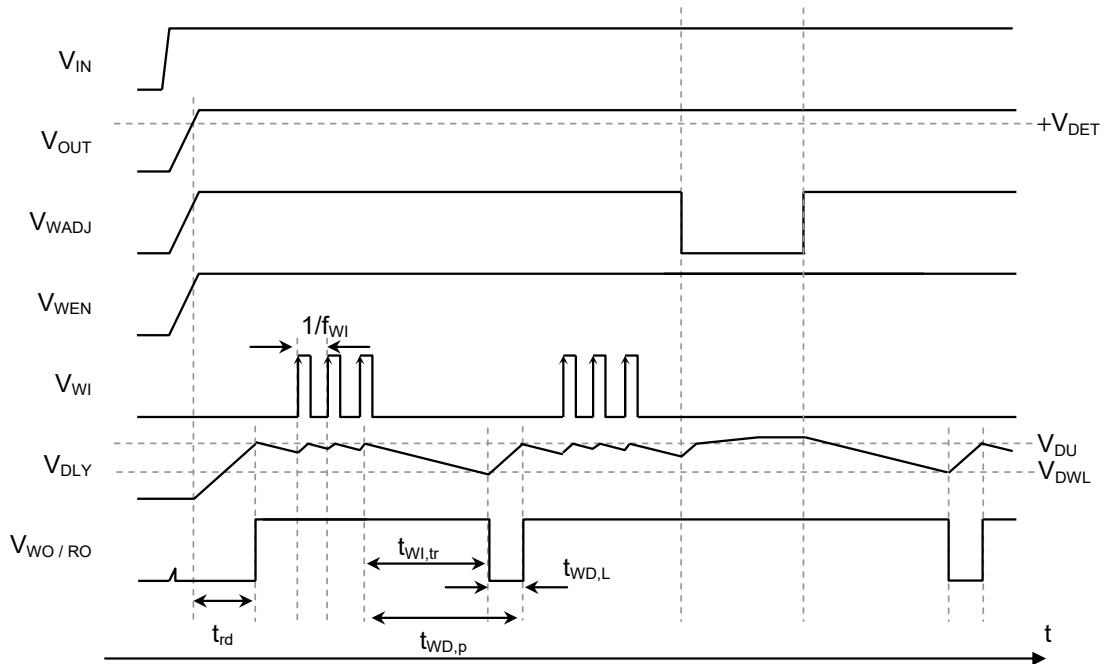 V_IN
V_OUT
+V_DET
V_WADJ
V_WEN
1/f_WI
V_WI
V_DLY
V_DU
V_DWL
V_WO / RO
t_WI,tr
t_WD,L
t_rd
t_WD,p
t